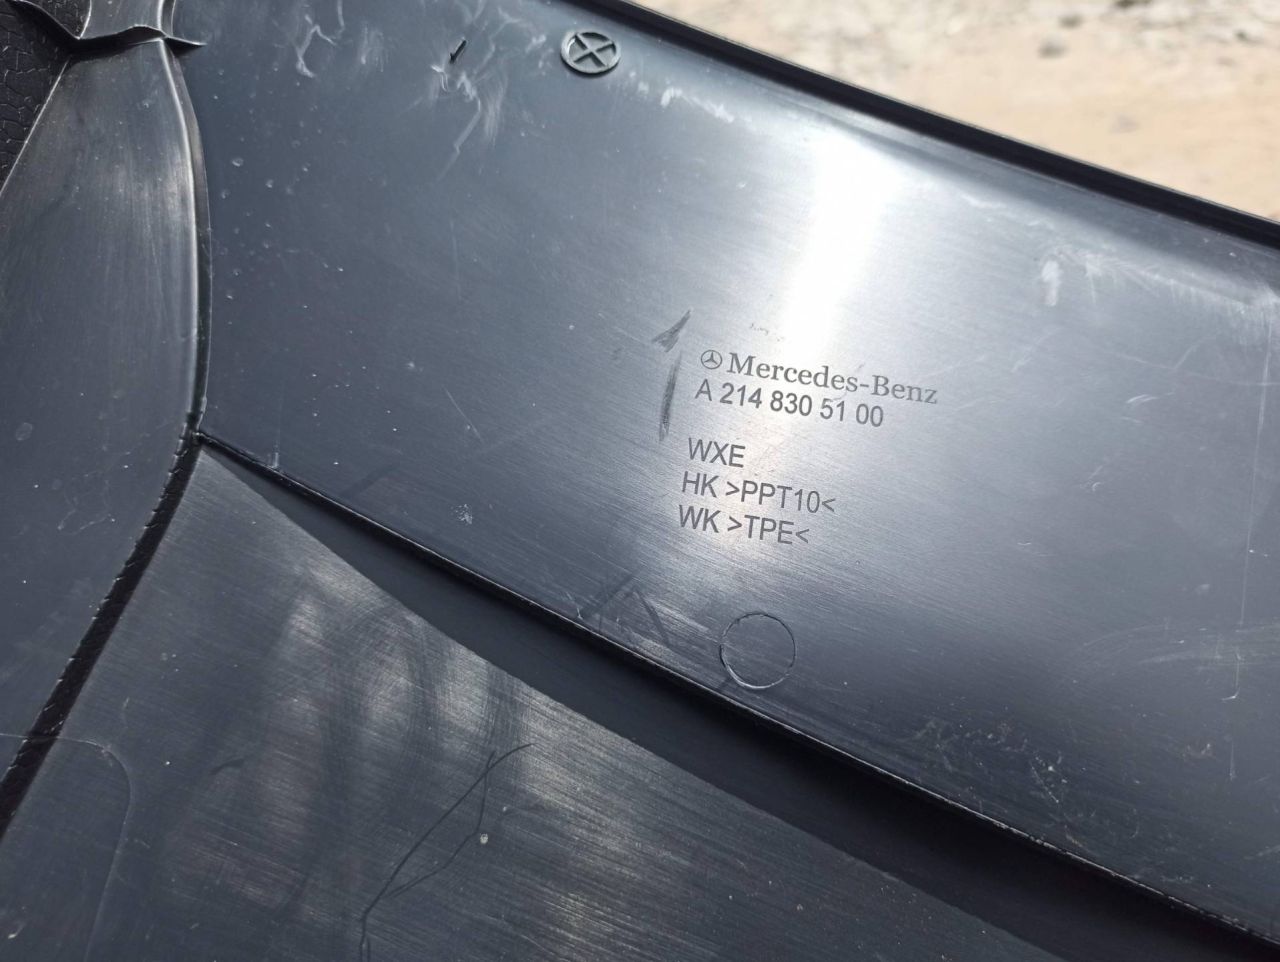 Mercedes-Benz
A 214 830 51 00
WXE
HK >PPT10<
WK >TPE<